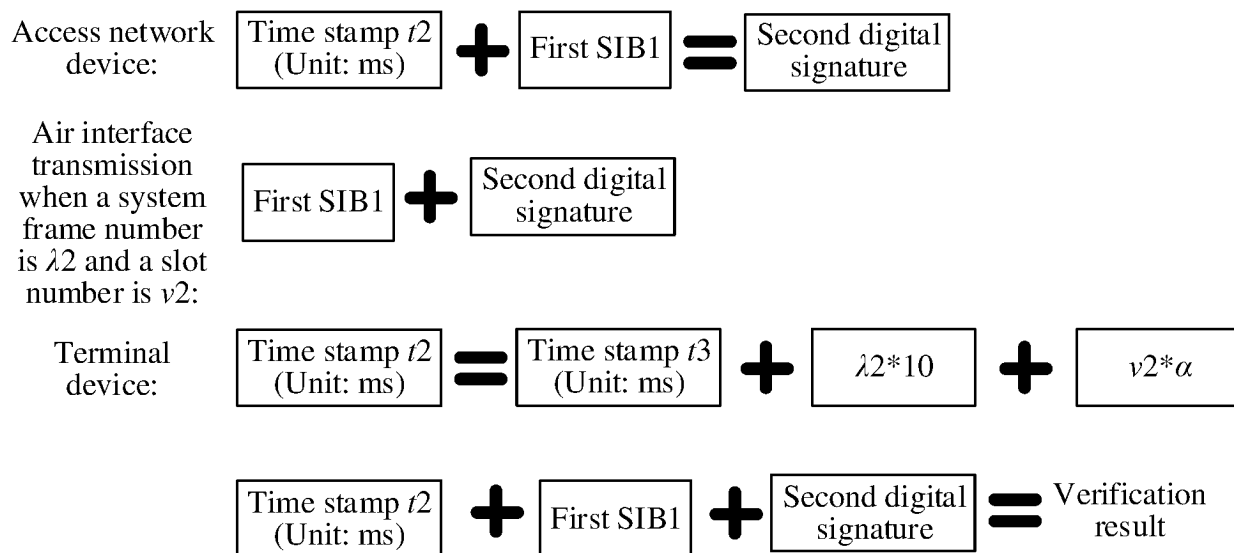 Access network
device:
Time stamp t2
(Unit: ms)
First SIB1
Second digital
signature
Air interface
transmission
when a system
frame number
is λ2 and a slot
number is v2:
First SIB1
Second digital
signature
Terminal
device:
Time stamp t2
(Unit: ms)
Time stamp t3
(Unit: ms)
λ2*10
v2*α
Time stamp t2
(Unit: ms)
First SIB1
Second digital
signature
Verification
result